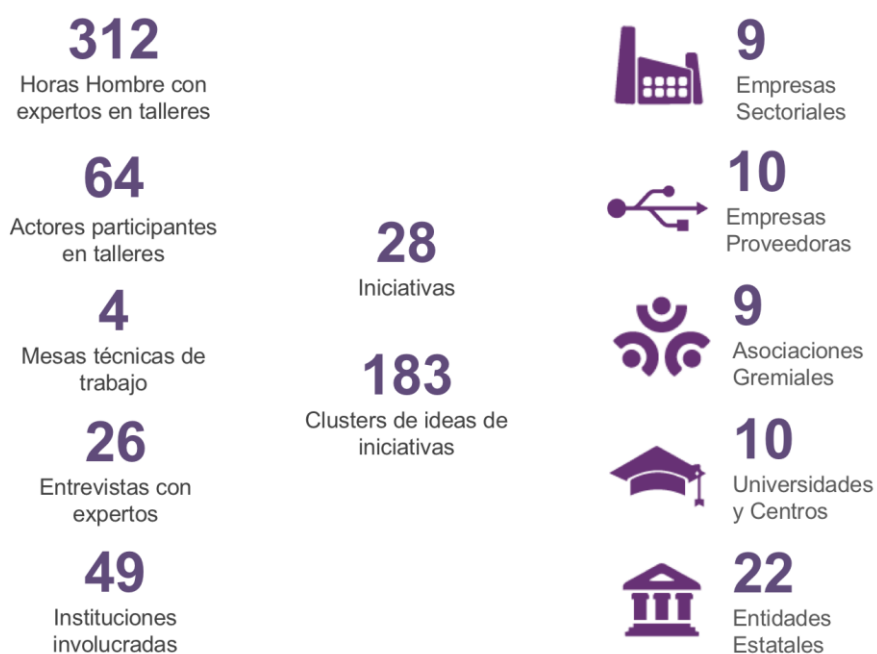 312
Horas Hombre con
expertos en talleres
64
Actores participantes
en talleres
4
Mesas técnicas de
trabajo
26
Entrevistas con
expertos
49
Instituciones
involucradas
28
Iniciativas
183
Clusters de ideas de
iniciativas
9
Empresas
Sectoriales
10
Empresas
Proveedoras
9
Asociaciones
Gremiales
10
Universidades
y Centros
22
Entidades
Estatales